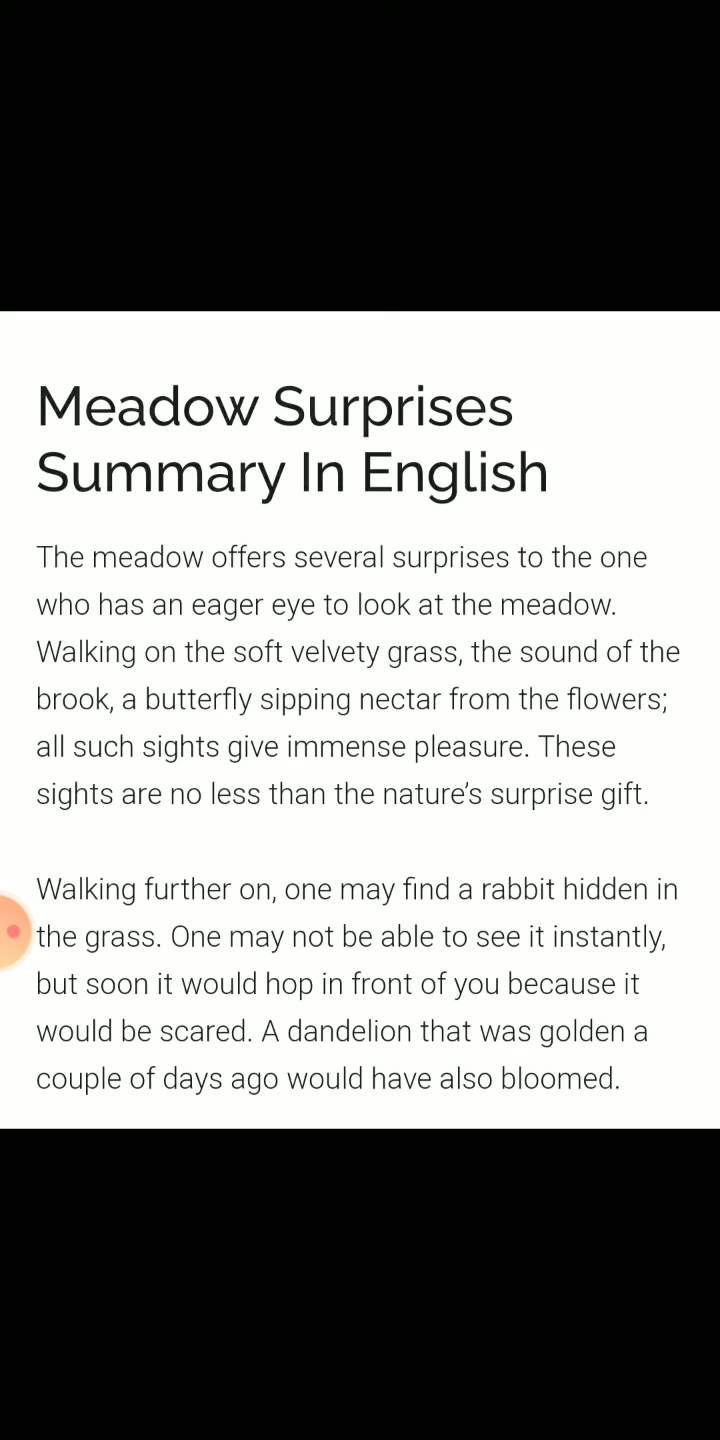 Meadow Surprises
Summary In English
The meadow offers several surprises to the one
who has an eager eye to look at the meadow.
Walking on the soft velvety grass, the sound of the
brook, a butterfly sipping nectar from the flowers;
all such sights give immense pleasure. These
sights are no less than the nature’s surprise gift.
Walking further on, one may find a rabbit hidden in
the grass. One may not be able to see it instantly,
but soon it would hop in front of you because it
would be scared. A dandelion that was golden a
couple of days ago would have also bloomed.